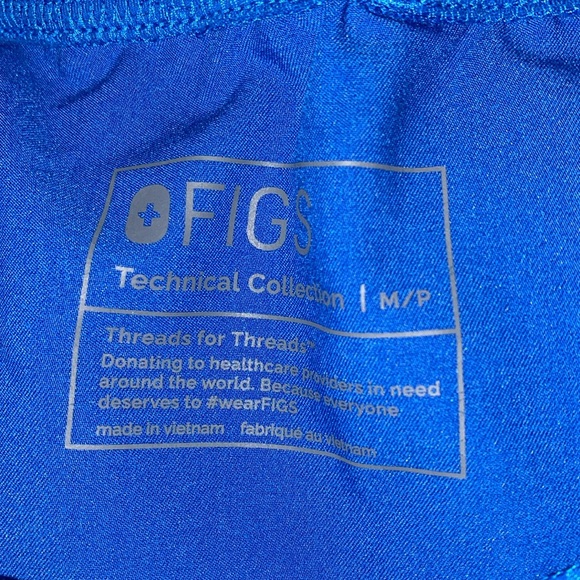 FIGS
Technical Collection | M/P
Threads for Threads™
Donating to healthcare providers in need
around the world. Because everyone
deserves to #wearFIGS
made in vietnam fabriqué au vietnam